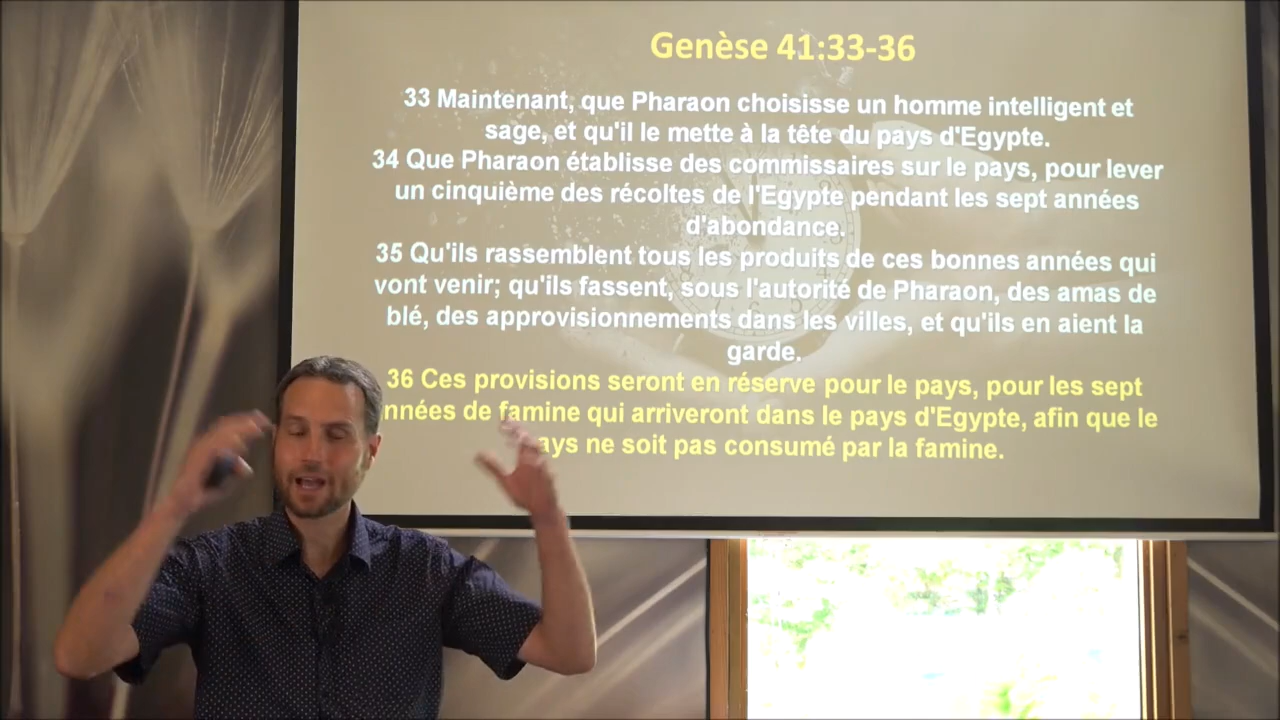 Genèse 41:33-36
33 Maintenant, que Pharaon choisisse un homme intelligent et
sage, et qu'il le mette à la tête du pays d'Egypte.
34 Que Pharaon établisse des commissaires sur le pays, pour lever
un cinquième des récoltes de l'Egypte pendant les sept années
d'abondance.
35 Qu'ils rassemblent tous les produits de ces bonnes années qui
vont venir; qu'ils fassent, sous l'autorité de Pharaon, des amas de
blé, des approvisionnements dans les villes, et qu'ils en aient la
garde.
36 Ces provisions seront en réserve pour le pays, pour les sept
nnées de famine qui arriveront dans le pays d'Egypte, afin que le
ays ne soit pas consumé par la famine.